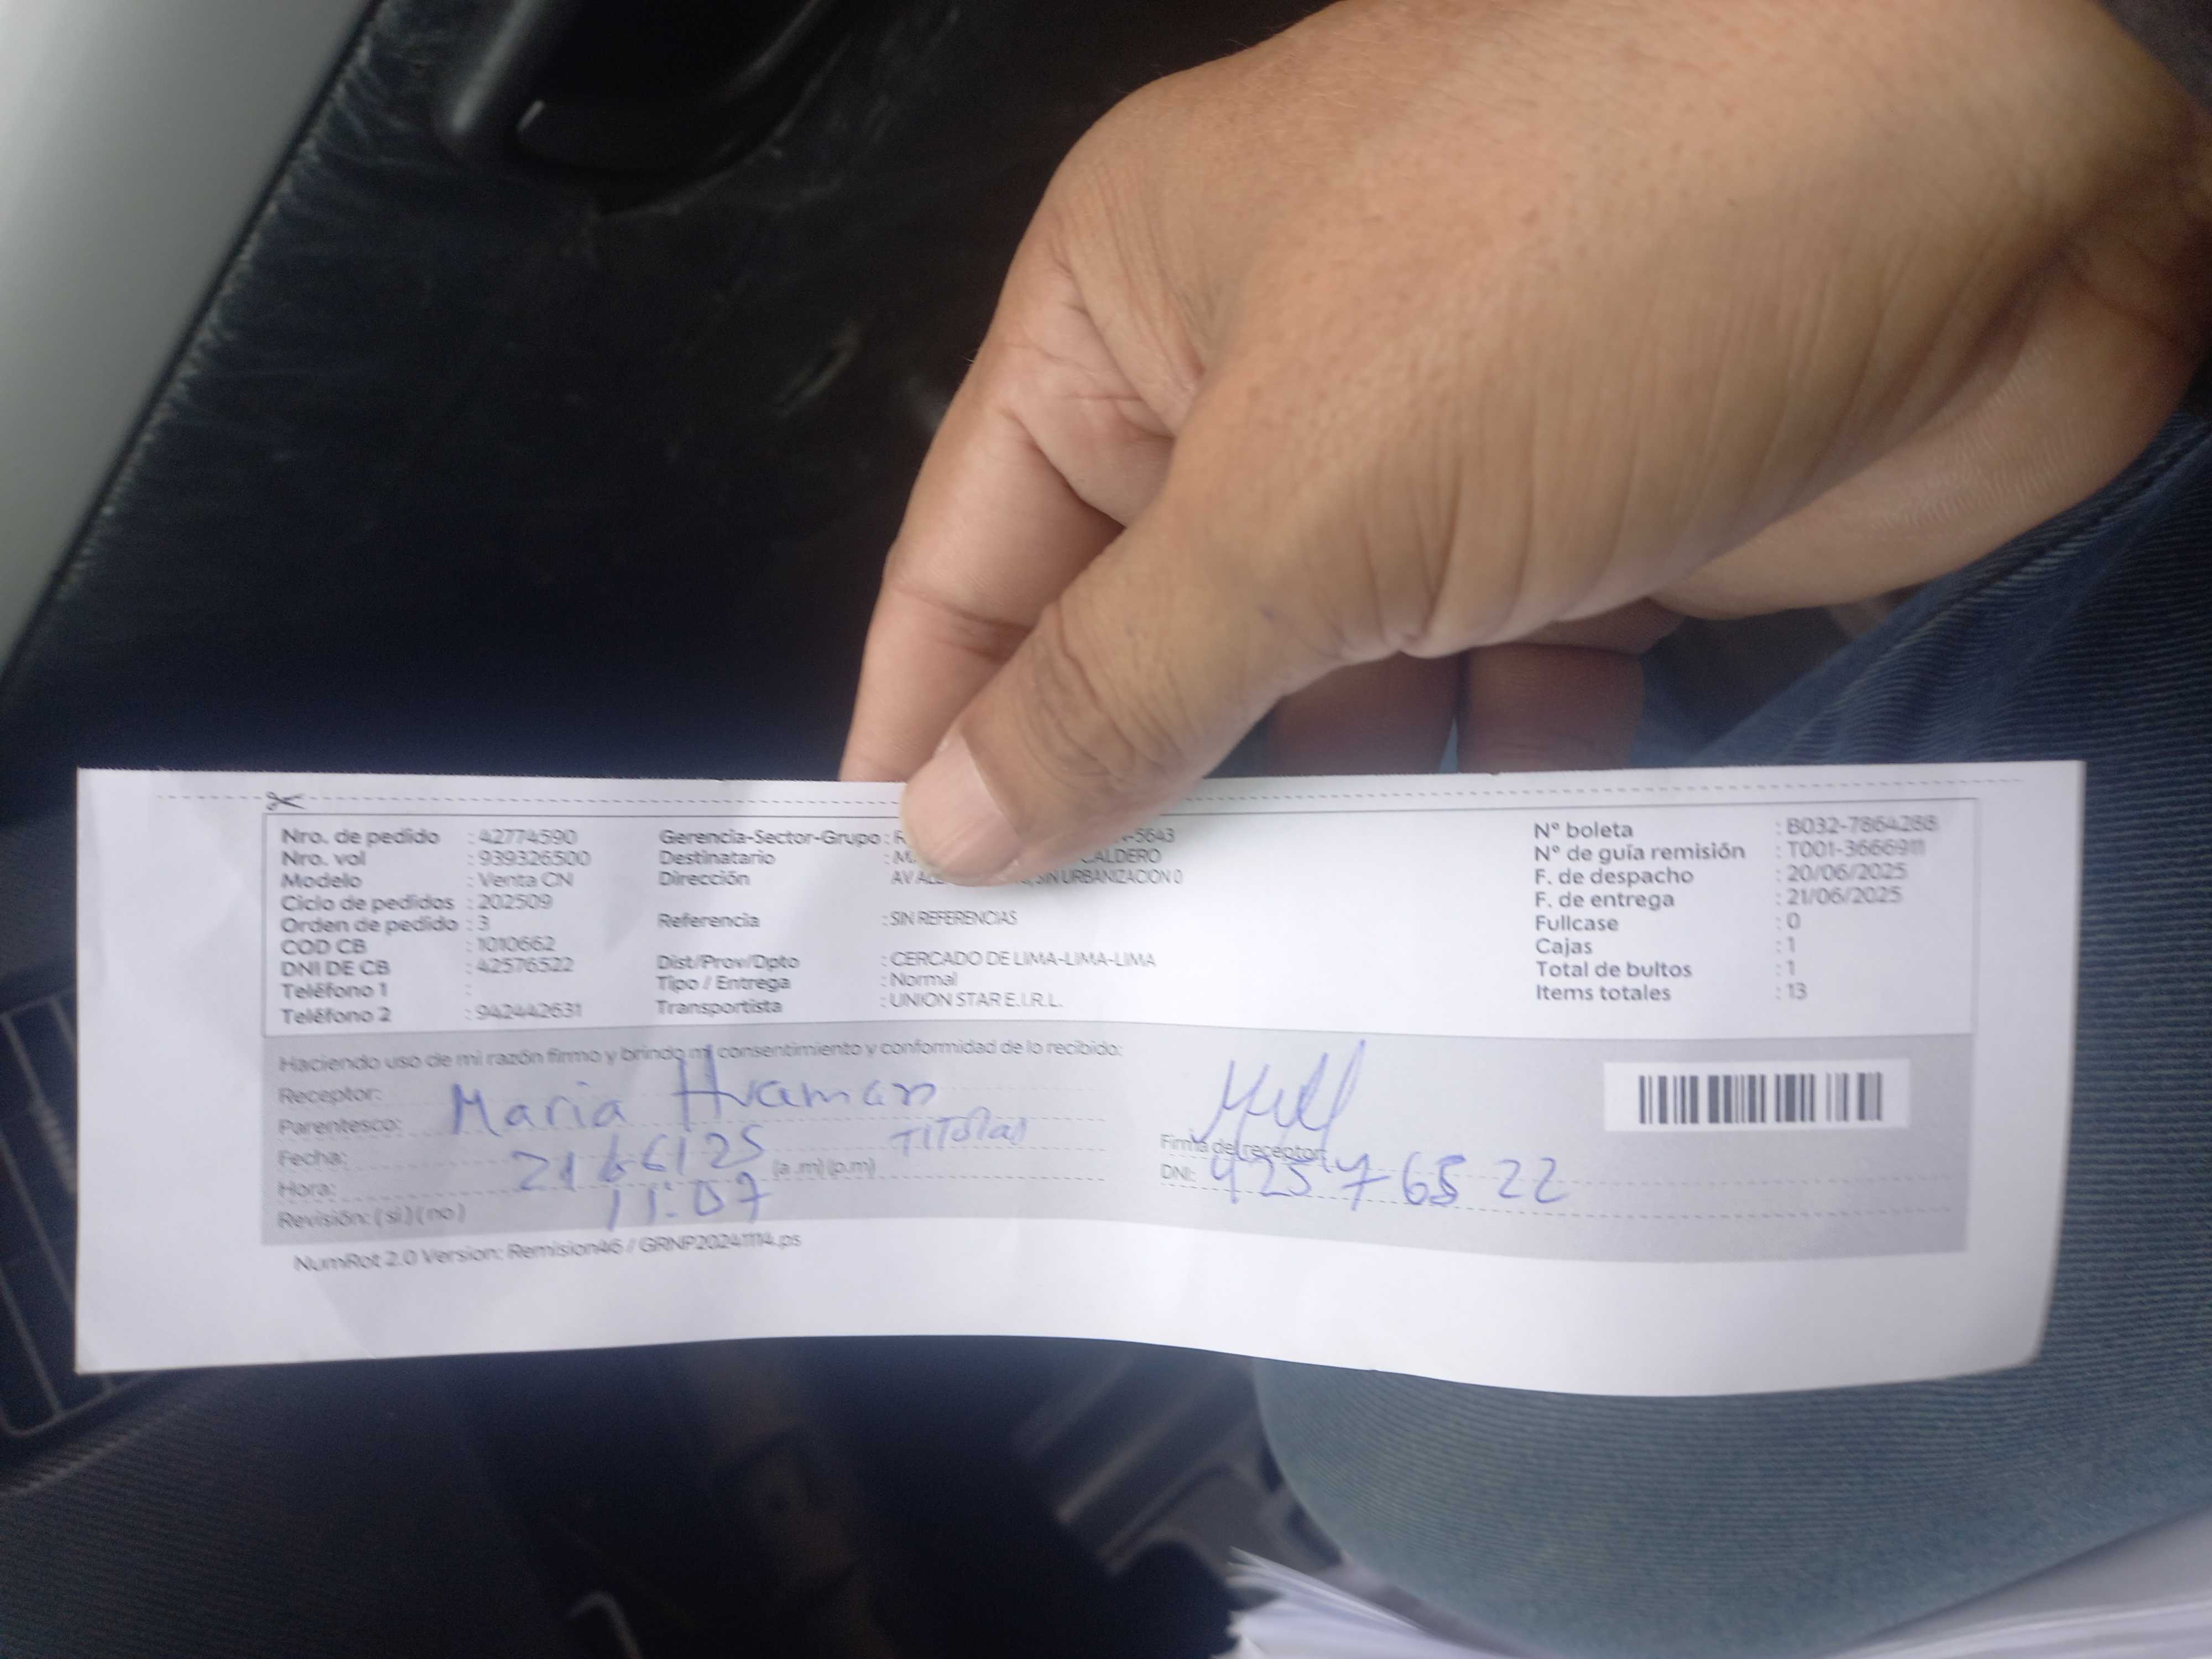 Nro. de pedido : 42774590
Nro. vol : 939326500
Modelo : Venta CN
Ciclo de pedidos : 202509
Orden de pedido : 3
COD CB : 1010662
DNI DE CB : 42576522
Teléfono 1 :
Teléfono 2 : 942442631
Gerencia-Sector-Grupo : -5643
Destinatario : CALDERO
Dirección AV URBANIZACION 0
Referencia : SIN REFERENCIAS
Dist/Prov/Dpto : CERCADO DE LIMA-LIMA-LIMA
Tipo / Entrega : Normal
Transportista : UNION STAR E.I.R.L.
N° boleta : B032-7864288
N° de guía remisión : T001-3666911
F. de despacho : 20/06/2025
F. de entrega : 21/06/2025
Fullcase : 0
Cajas : 1
Total de bultos : 1
Items totales : 13
Haciendo uso de mi razón firmo y brindo mi consentimiento y conformidad de lo recibido:
Receptor: Maria Huaman
Parentesco:
Fecha: (a.m) (p.m)
Hora: 11:07
Revisión: ( si ) ( no )
Firma del receptor:
DNI: 42576522
NumRot 2.0 Version: Remision46 / GRNP20241114.ps